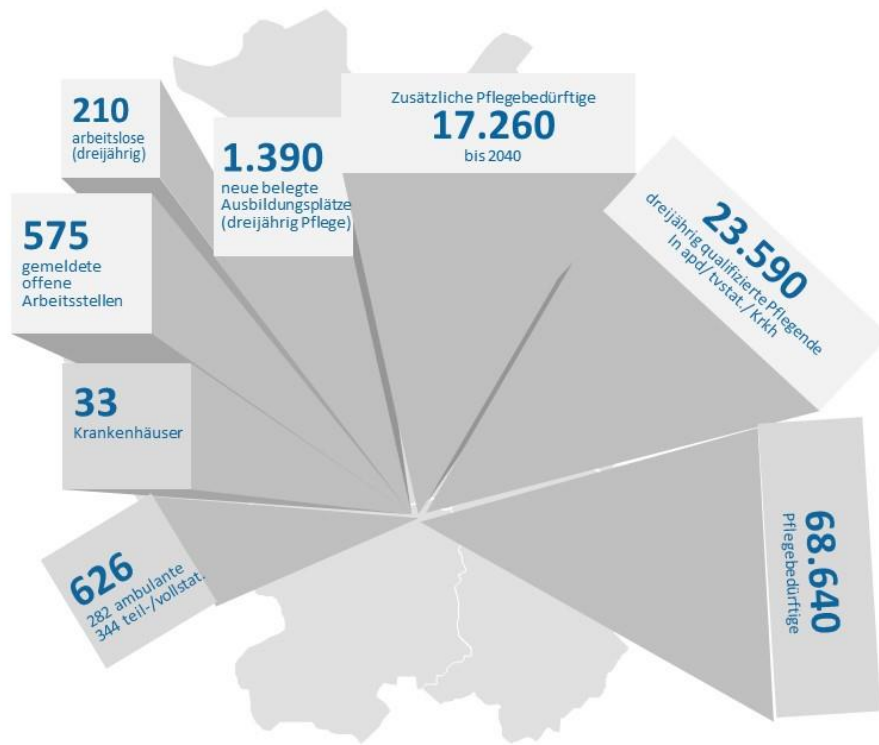 210
arbeitslose
(dreijährig)
1.390
neue belegte
Ausbildungsplätze
(dreijährig Pflege)
Zusätzliche Pflegebedürftige
17.260
bis 2040
23.590
dreijährig qualifizierte Pflegende
In apd/tvstat./Krkh
575
gemeldete
offene
Arbeitsstellen
33
Krankenhäuser
626
282 ambulante
344 teil-/vollstat.
68.640
Pflegebedürftige